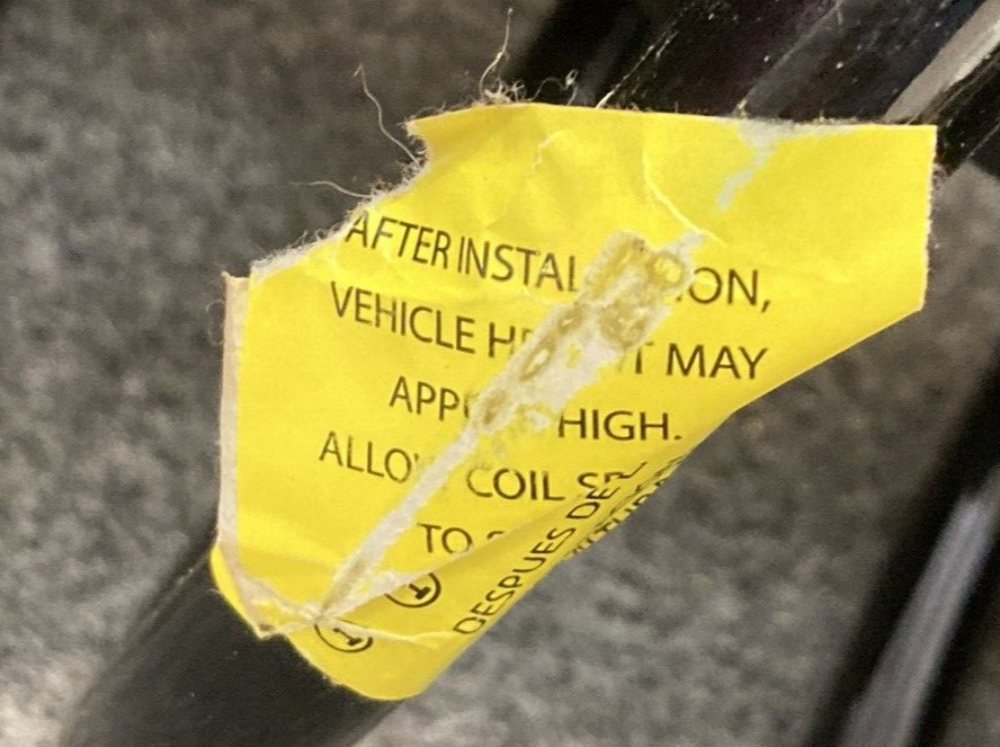 AFTER INSTAL ON,
VEHICLE H T MAY
APP HIGH.
ALLO COIL
TO
DESPUES DE